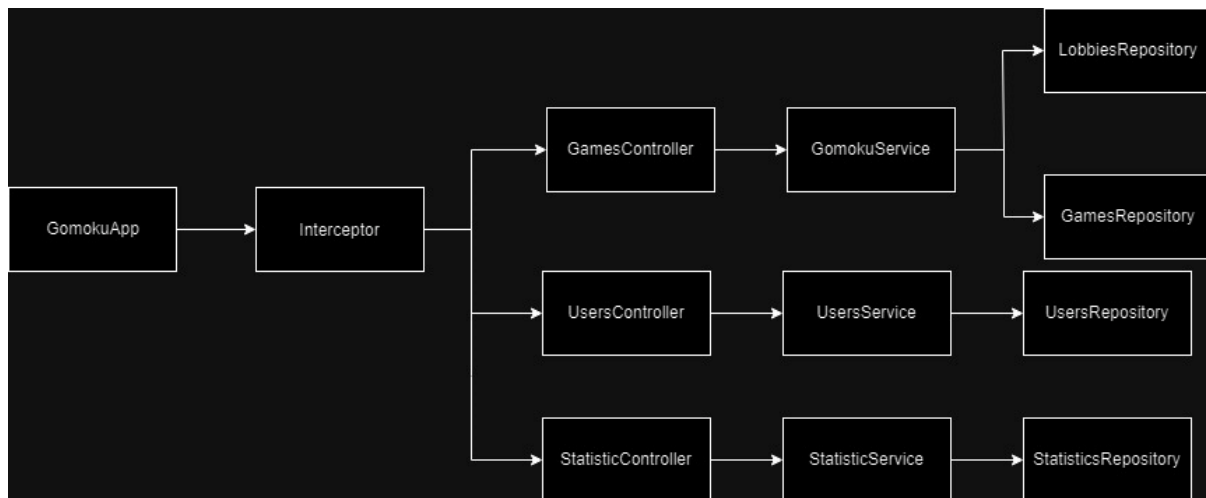 LobbiesRepository
GamesController
GomokuService
GamesRepository
GomokuApp
Interceptor
UsersController
UsersService
UsersRepository
StatisticController
StatisticService
StatisticsRepository